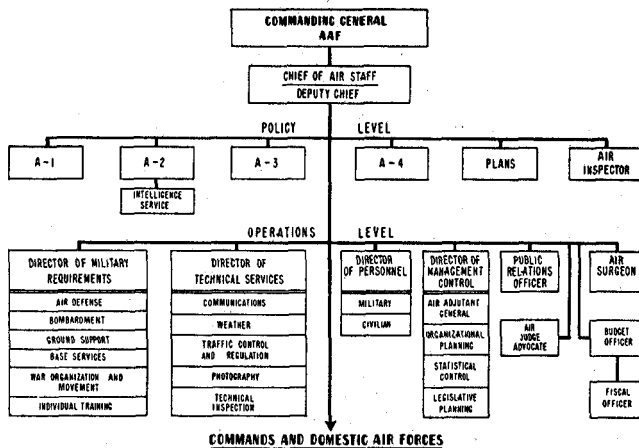 COMMANDING GENERAL
AAF
CHIEF OF AIR STAFF
DEPUTY CHIEF
POLICY LEVEL
A-1
A-2
A-3
A-4
PLANS
AIR
INSPECTOR
INTELLIGENCE
SERVICE
OPERATIONS LEVEL
DIRECTOR OF MILITARY
REQUIREMENTS
AIR DEFENSE
BOMBARDMENT
GROUND SUPPORT
BASE SERVICES
WAR ORGANIZATION AND
MOVEMENT
INDIVIDUAL TRAINING
DIRECTOR OF
TECHNICAL SERVICES
COMMUNICATIONS
WEATHER
TRAFFIC CONTROL
AND REGULATION
PHOTOGRAPHY
TECHNICAL
INSPECTION
DIRECTOR
OF PERSONNEL
MILITARY
CIVILIAN
DIRECTOR OF
MANAGEMENT
CONTROL
AIR ADJUTANT
GENERAL
ORGANIZATIONAL
PLANNING
STATISTICAL
CONTROL
LEGISLATIVE
PLANNING
PUBLIC
RELATIONS
OFFICER
AIR
JUDGE
ADVOCATE
AIR
SURGEON
BUDGET
OFFICER
FISCAL
OFFICER
COMMANDS AND DOMESTIC AIR FORCES